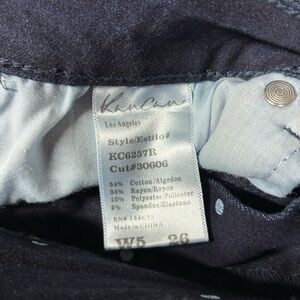 KanCan
Los Angeles
Style/Estilo#
KC6257R
Cut#30606
54% Cotton/Algodon
34% Rayon/Rayon
10% Polyester/Poliester
2% Spandex/Elastano
RN# 144635
Made in CHINA
W5 26